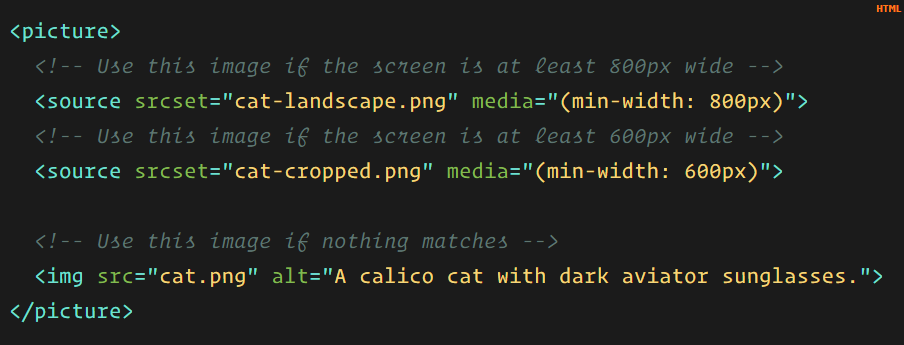 HTML
<picture>
<!-- Use this image if the screen is at least 800px wide -->
<source srcset="cat-landscape.png" media="(min-width: 800px)">
<!-- Use this image if the screen is at least 600px wide -->
<source srcset="cat-cropped.png" media="(min-width: 600px)">
<!-- Use this image if nothing matches -->
<img src="cat.png" alt="A calico cat with dark aviator sunglasses.">
</picture>